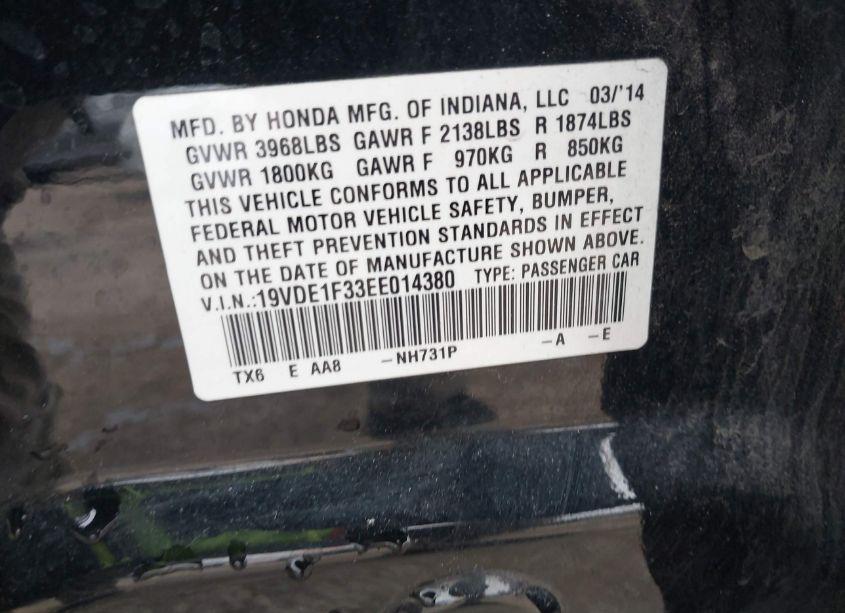 MFD. BY HONDA MFG. OF INDIANA, LLC 03/'14
GVWR 3968LBS GAWR F 2138LBS R 1874LBS
GVWR 1800KG GAWR F 970KG R 850KG
THIS VEHICLE CONFORMS TO ALL APPLICABLE
FEDERAL MOTOR VEHICLE SAFETY, BUMPER,
AND THEFT PREVENTION STANDARDS IN EFFECT
ON THE DATE OF MANUFACTURE SHOWN ABOVE.
V.I.N.:19VDE1F33EE014380 TYPE: PASSENGER CAR
TX6 E AA8 -NH731P -A -E